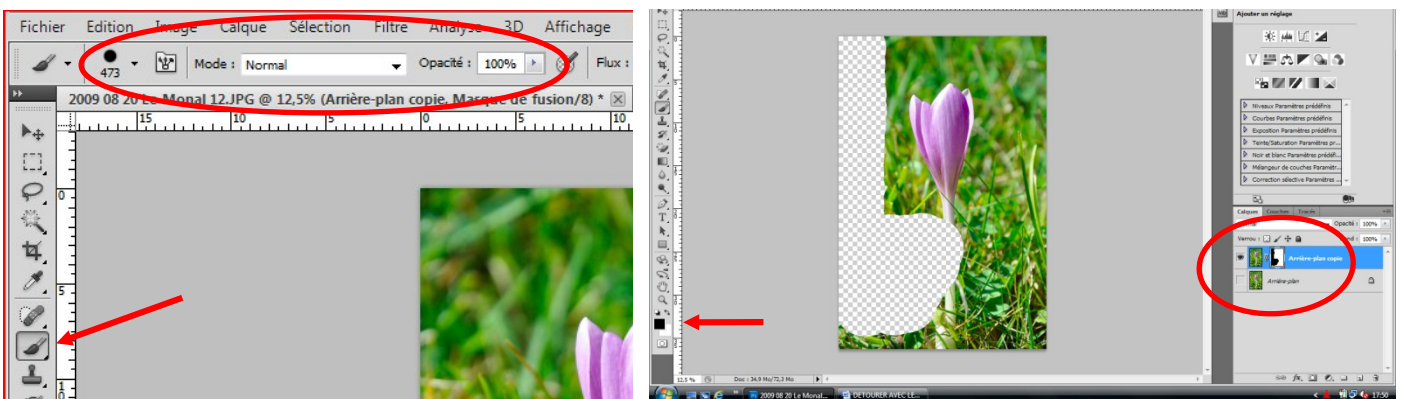 Fichier Edition Image Calque Sélection Filtre Analyse 3D Affichage
473 Mode : Normal Opacité : 100% Flux :
2009 08 20 Le Monal 12.JPG @ 12,5% (Arrière-plan copie, Masque de fusion/8) *
15 10 5 0 5 10
0
5
1
0
12,5 % Doc : 34,9 Mo/72,3 Mo
2009 08 20 Le Monal... DETOURER AVEC LE... 17:50
Ajouter un réglage
Niveaux Paramètres prédéfinis
Courbes Paramètres prédéfinis
Exposition Paramètres prédéfinis
Teinte/Saturation Paramètres pr...
Noir et blanc Paramètres prédéfi...
Mélangeur de couches Paramètr...
Correction sélective Paramètres ...
Calques Couches Tracés
Opacité : 100%
Verrou : 100%
Arrière-plan copie
Arrière-plan